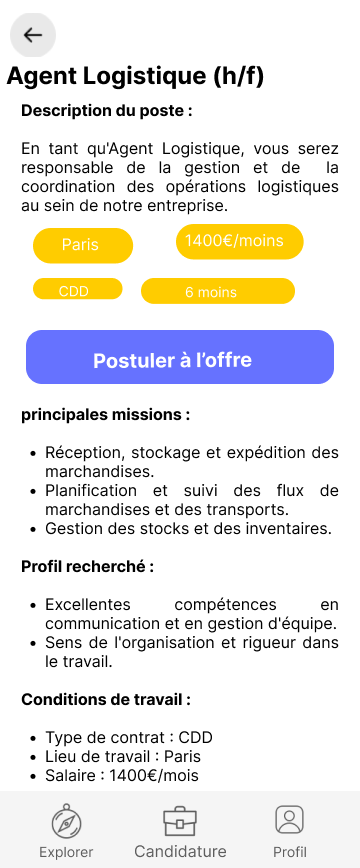 Agent Logistique (h/f)
Description du poste :
En tant qu'Agent Logistique, vous serez
responsable de la gestion et de la
coordination des opérations logistiques
au sein de notre entreprise.
Paris
1400€/moins
CDD
6 moins
Postuler à l'offre
principales missions :
• Réception, stockage et expédition des
marchandises.
• Planification et suivi des flux de
marchandises et des transports.
• Gestion des stocks et des inventaires.
Profil recherché :
• Excellentes compétences en
communication et en gestion d'équipe.
• Sens de l'organisation et rigueur dans
le travail.
Conditions de travail :
• Type de contrat : CDD
• Lieu de travail : Paris
• Salaire : 1400€/mois
Explorer
Candidature
Profil